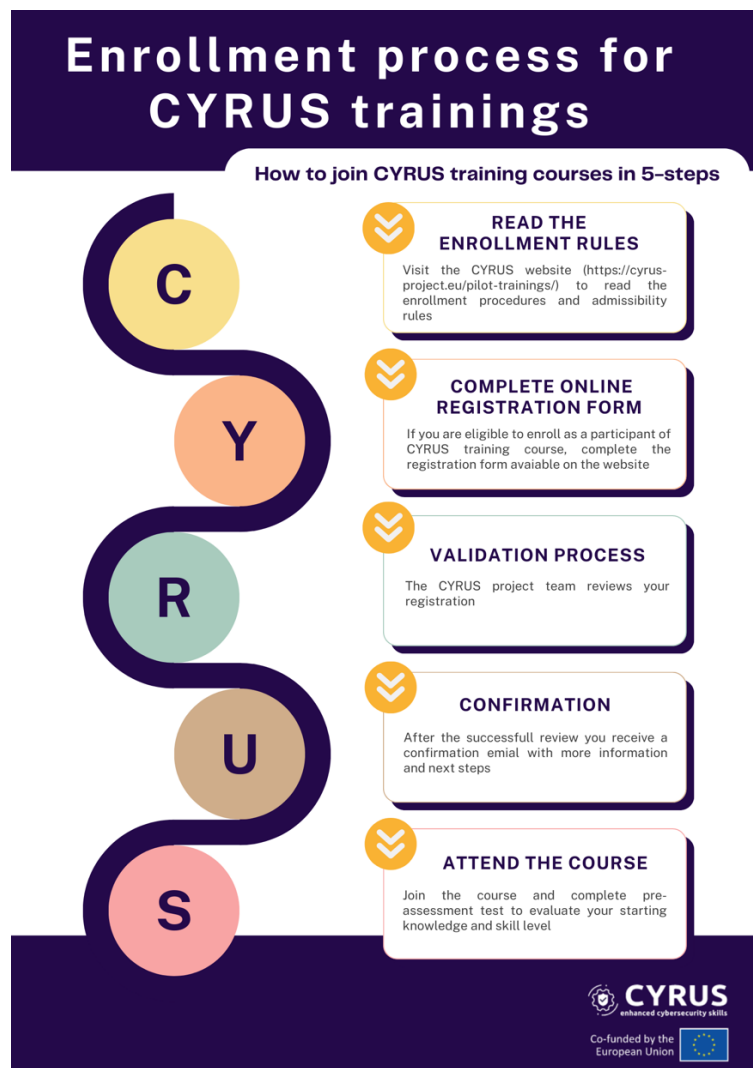 Enrollment process for
CYRUS trainings
How to join CYRUS training courses in 5-steps
C
READ THE
ENROLLMENT RULES
Visit the CYRUS website (https://cyrus-
project.eu/pilot-trainings/) to read the
enrollment procedures and admissibility
rules
Y
COMPLETE ONLINE
REGISTRATION FORM
If you are eligible to enroll as a participant of
CYRUS training course, complete the
registration form avaiable on the website
R
VALIDATION PROCESS
The CYRUS project team reviews your
registration
U
CONFIRMATION
After the successfull review you receive a
confirmation emial with more information
and next steps
S
ATTEND THE COURSE
Join the course and complete pre-
assessment test to evaluate your starting
knowledge and skill level
CYRUS
enhanced cybersecurity skills
Co-funded by the
European Union